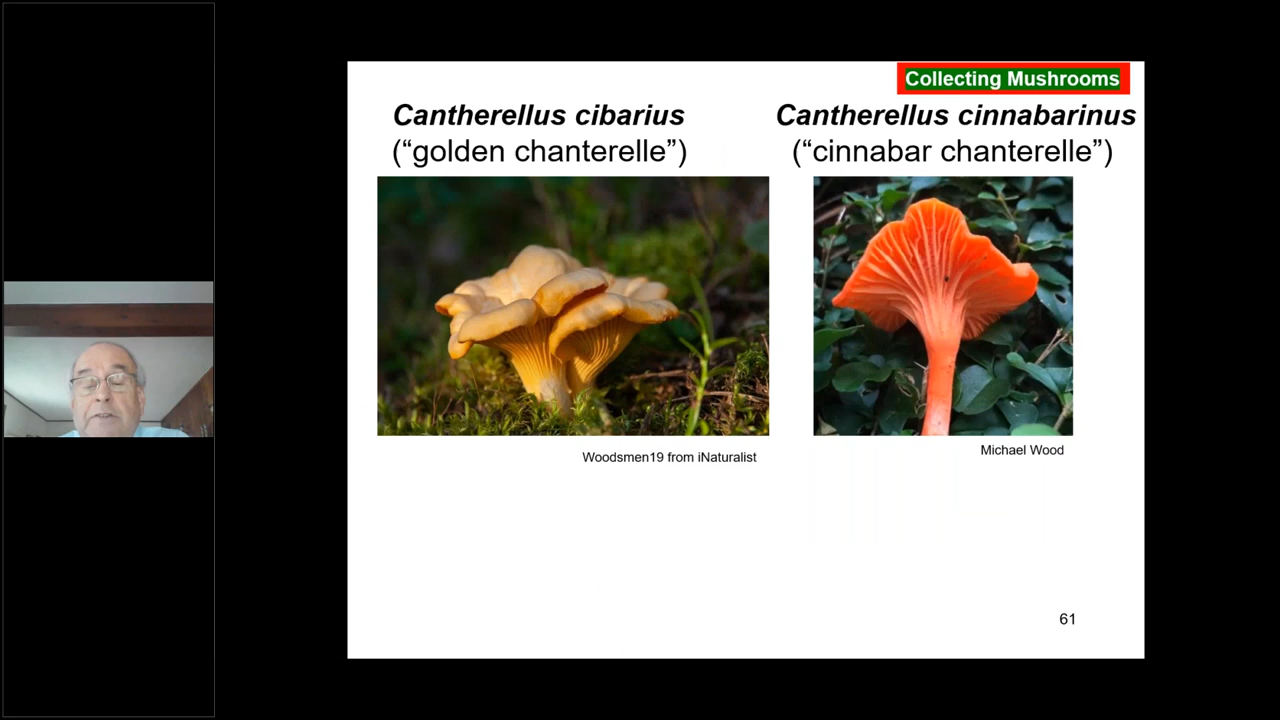 Collecting Mushrooms
Cantherellus cibarius
(“golden chanterelle”)
Cantherellus cinnabarinus
(“cinnabar chanterelle”)
Woodsmen19 from iNaturalist
Michael Wood
61